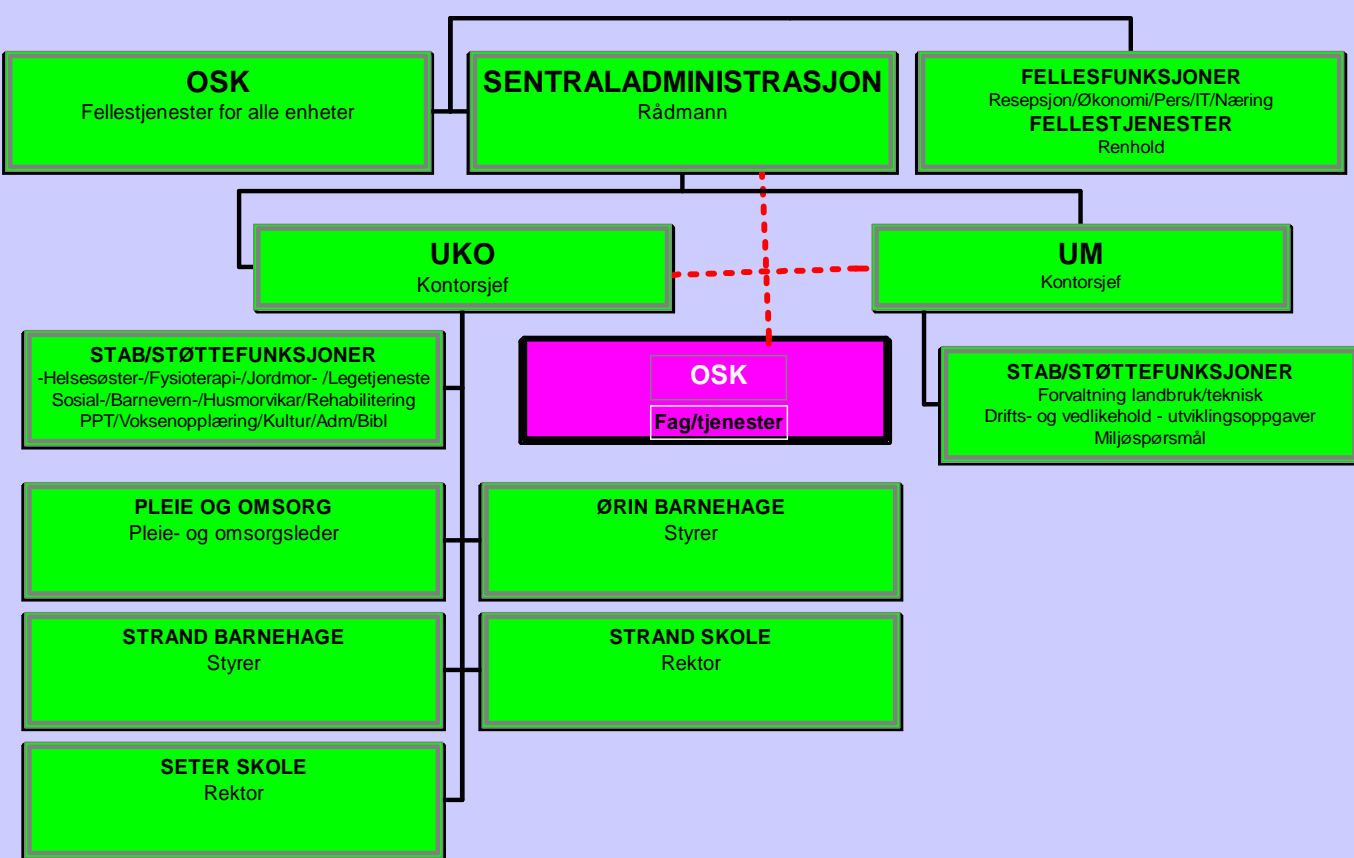 OSK
Fellestjenester for alle enheter
SENTRALADMINISTRASJON
Rådmann
FELLESFUNKSJONER
Resepsjon/Økonomi/Pers/IT/Næring
FELLESTJENESTER
Renhold
UKO
Kontorsjef
UM
Kontorsjef
STAB/STØTTEFUNKSJONER
-Helsesøster-/Fysioterapi-/Jordmor- /Legetjeneste
Sosial-/Barnevern-/Husmorvikar/Rehabilitering
PPT/Voksenopplæring/Kultur/Adm/Bibl
OSK
Fag/tjenester
STAB/STØTTEFUNKSJONER
Forvaltning landbruk/teknisk
Drifts- og vedlikehold - utviklingsoppgaver
Miljøspørsmål
PLEIE OG OMSORG
Pleie- og omsorgsleder
ØRIN BARNEHAGE
Styrer
STRAND BARNEHAGE
Styrer
STRAND SKOLE
Rektor
SETER SKOLE
Rektor